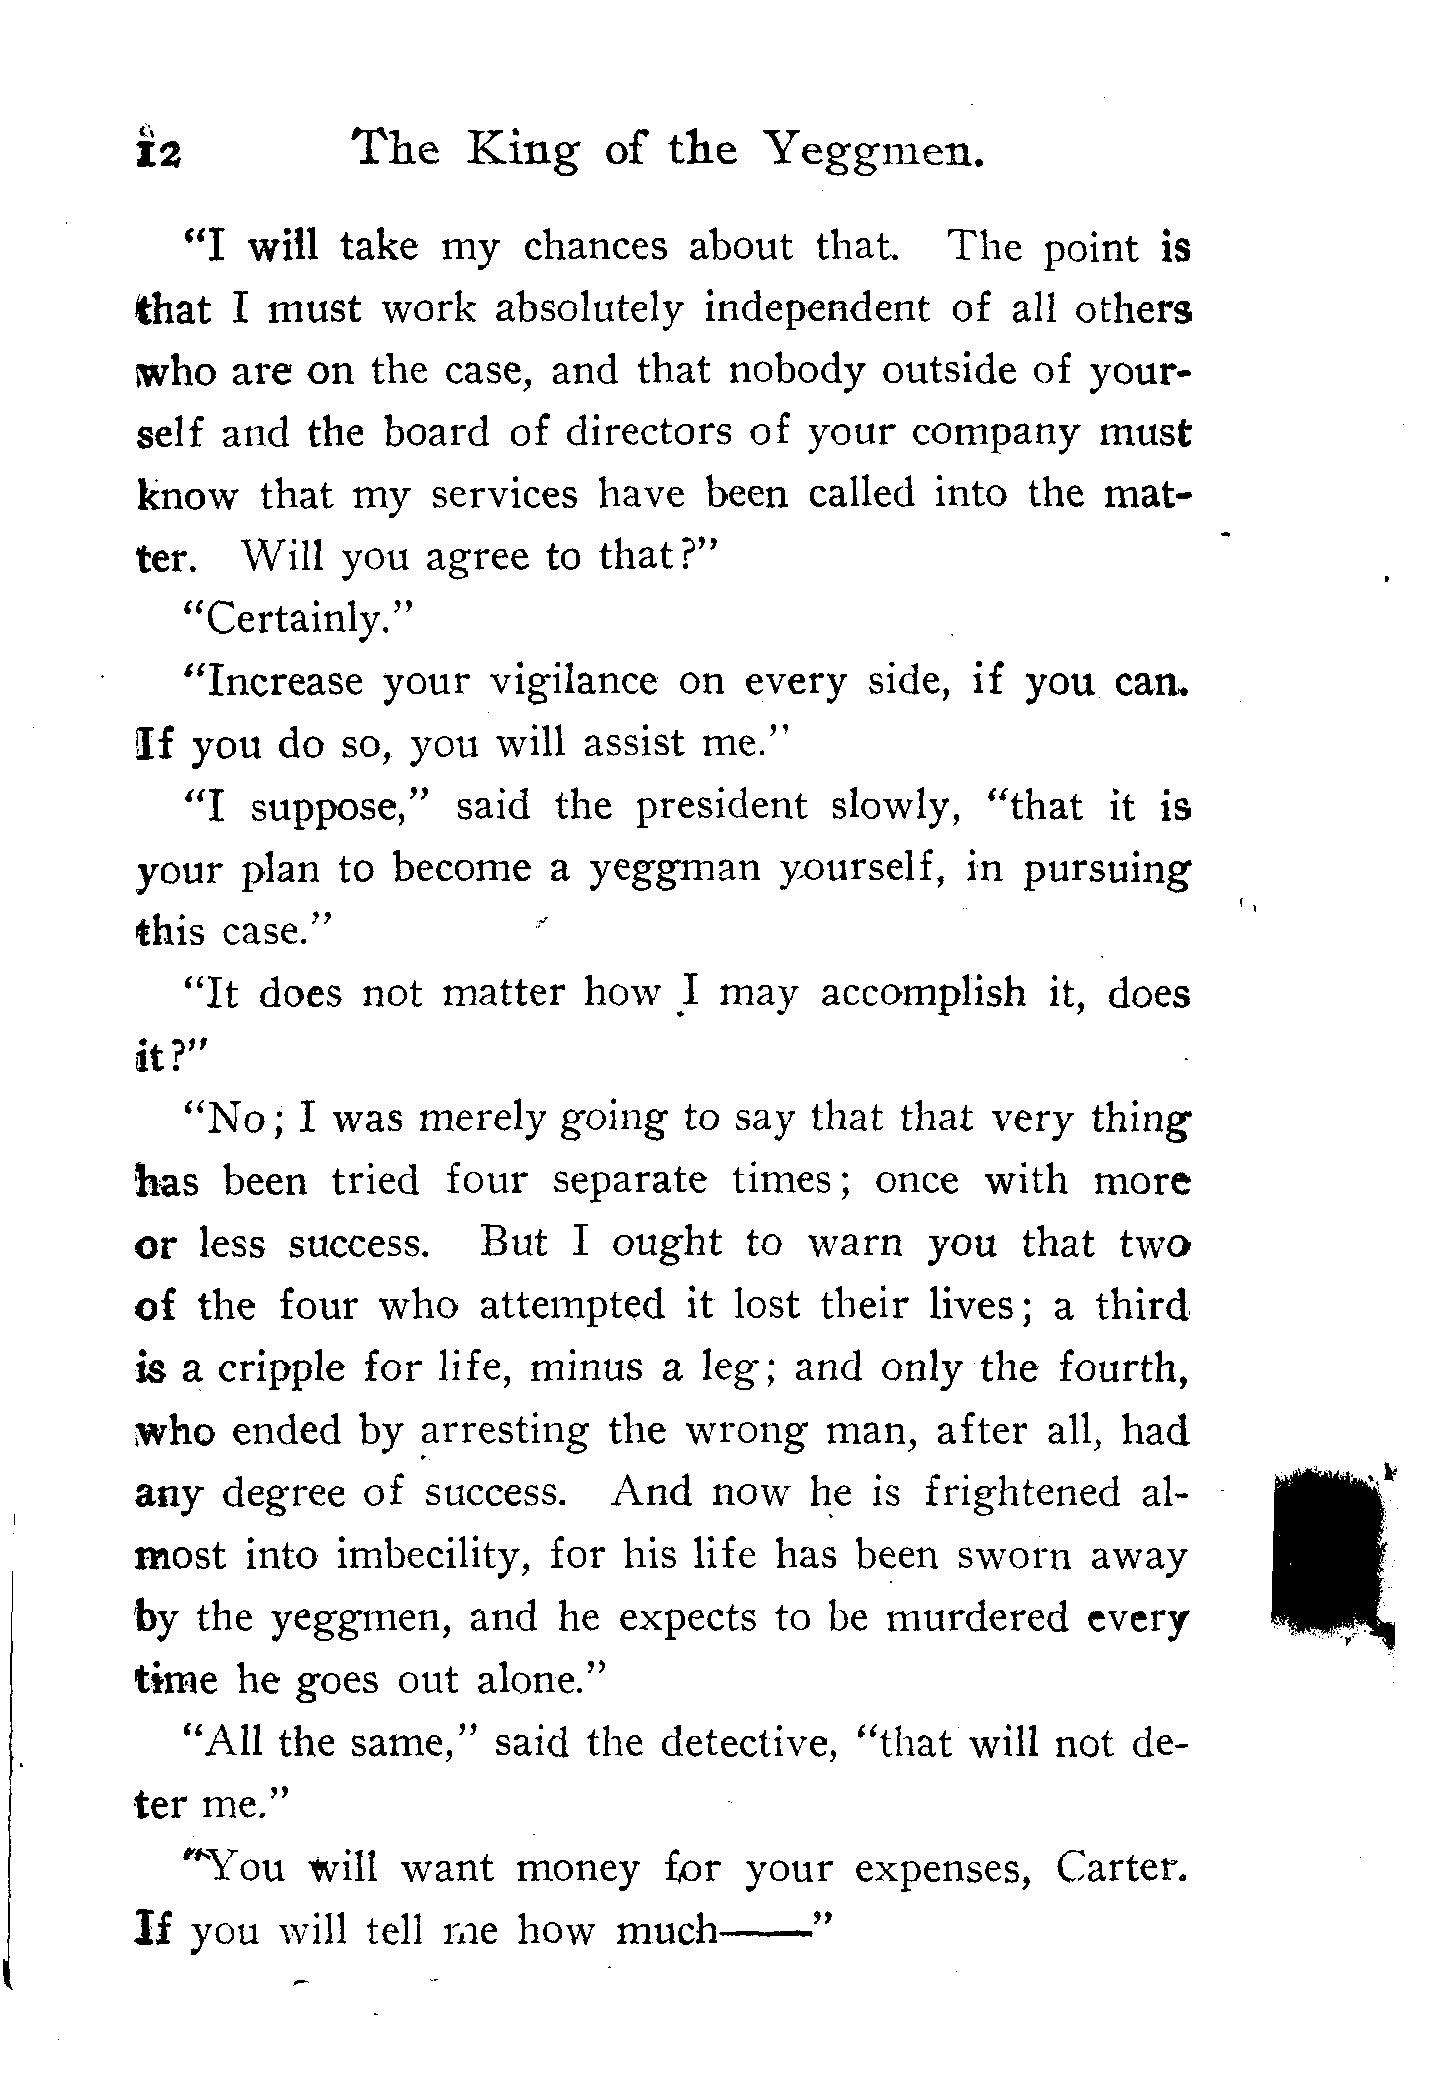 12 The King of the Yeggmen.
“I will take my chances about that. The point is
that I must work absolutely independent of all others
who are on the case, and that nobody outside of your-
self and the board of directors of your company must
know that my services have been called into the mat-
ter. Will you agree to that?”
“Certainly.”
“Increase your vigilance on every side, if you can.
If you do so, you will assist me.”
“I suppose,” said the president slowly, “that it is
your plan to become a yeggman yourself, in pursuing
this case.”
“It does not matter how I may accomplish it, does
it?”
“No; I was merely going to say that that very thing
has been tried four separate times; once with more
or less success. But I ought to warn you that two
of the four who attempted it lost their lives; a third
is a cripple for life, minus a leg; and only the fourth,
who ended by arresting the wrong man, after all, had
any degree of success. And now he is frightened al-
most into imbecility, for his life has been sworn away
by the yeggmen, and he expects to be murdered every
time he goes out alone.”
“All the same,” said the detective, “that will not de-
ter me.”
“You will want money for your expenses, Carter.
If you will tell me how much——”